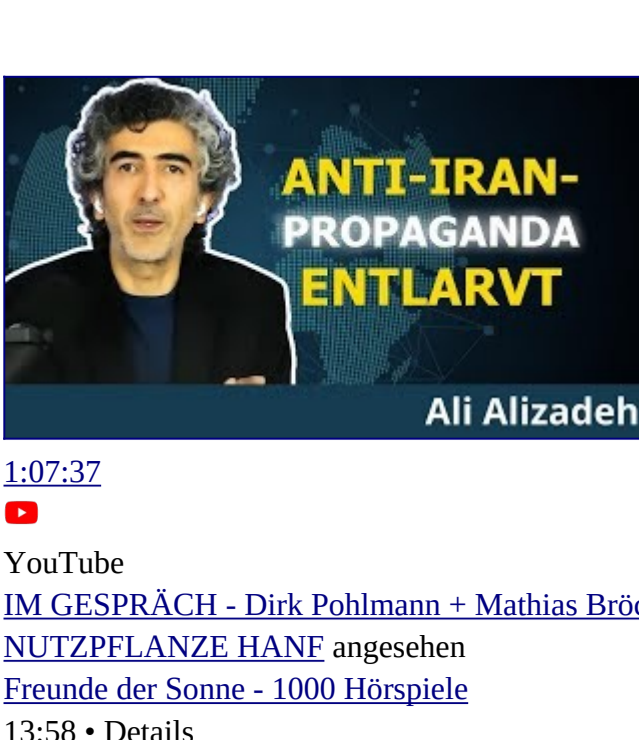 ANTI-IRAN-
PROPAGANDA
ENTLARVT
Ali Alizadeh
1:07:37
YouTube
IM GESPRÄCH - Dirk Pohlmann + Mathias
NUTZPFLANZE HANF angesehen
Freunde der Sonne - 1000 Hörspiele
13:58 • Details